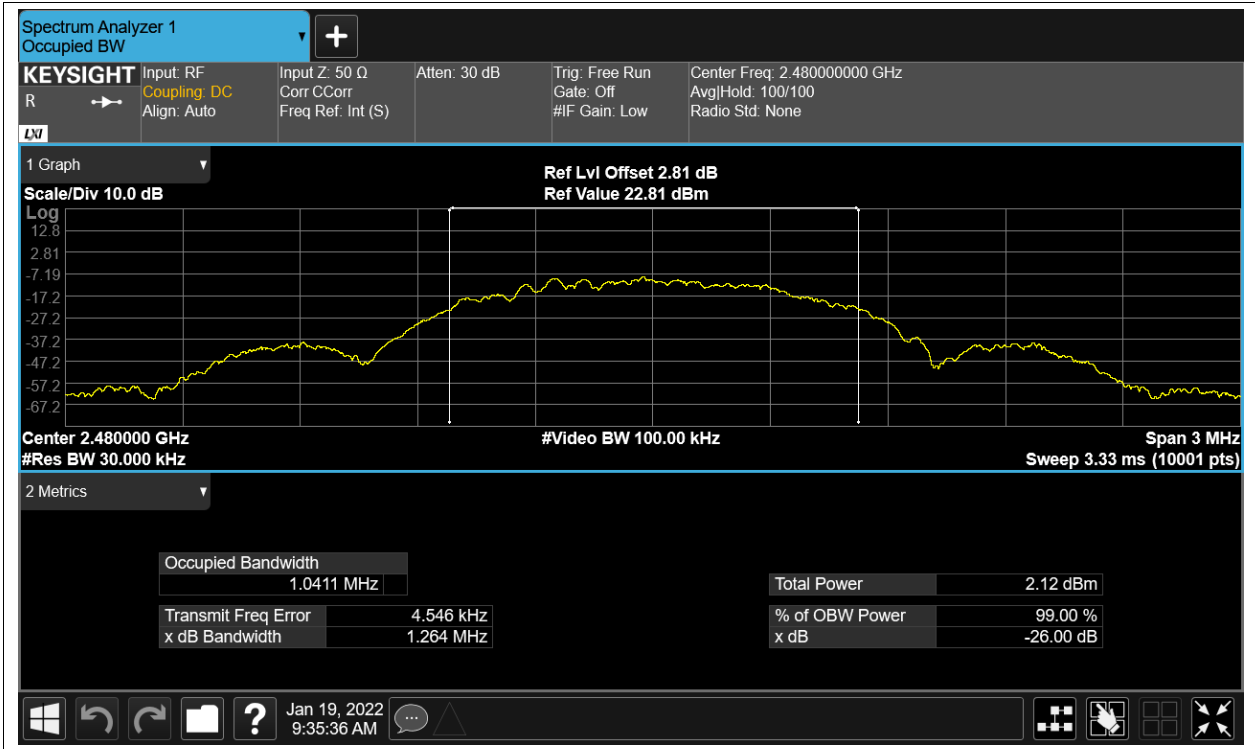 Spectrum Analyzer 1
Occupied BW
KEYSIGHT
R
LXI
Input: RF
Coupling: DC
Align: Auto
Input Z: 50 Ω
Corr CCorr
Freq Ref: Int (S)
Atten: 30 dB
Trig: Free Run
Gate: Off
#IF Gain: Low
Center Freq: 2.480000000 GHz
Avg|Hold: 100/100
Radio Std: None
1 Graph
Scale/Div 10.0 dB
Ref Lvl Offset 2.81 dB
Ref Value 22.81 dBm
Log
12.8
2.81
-7.19
-17.2
-27.2
-37.2
-47.2
-57.2
-67.2
Center 2.480000 GHz
#Video BW 100.00 kHz
Span 3 MHz
#Res BW 30.000 kHz
Sweep 3.33 ms (10001 pts)
2 Metrics
Occupied Bandwidth
1.0411 MHz
Total Power 2.12 dBm
Transmit Freq Error 4.546 kHz
% of OBW Power 99.00 %
x dB Bandwidth 1.264 MHz
x dB -26.00 dB
?
Jan 19, 2022
9:35:36 AM